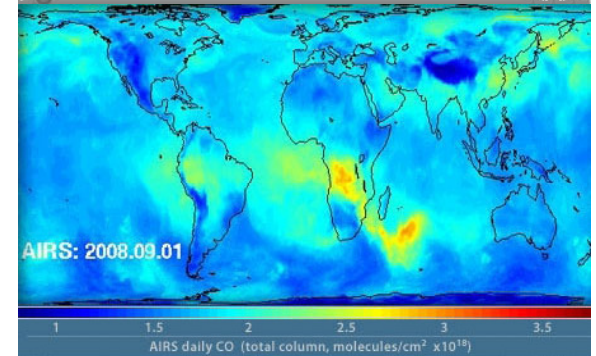 AIRS: 2008.09.01
1 1.5 2 2.5 3 3.5
AIRS daily CO (total column, molecules/cm² x10¹⁸)